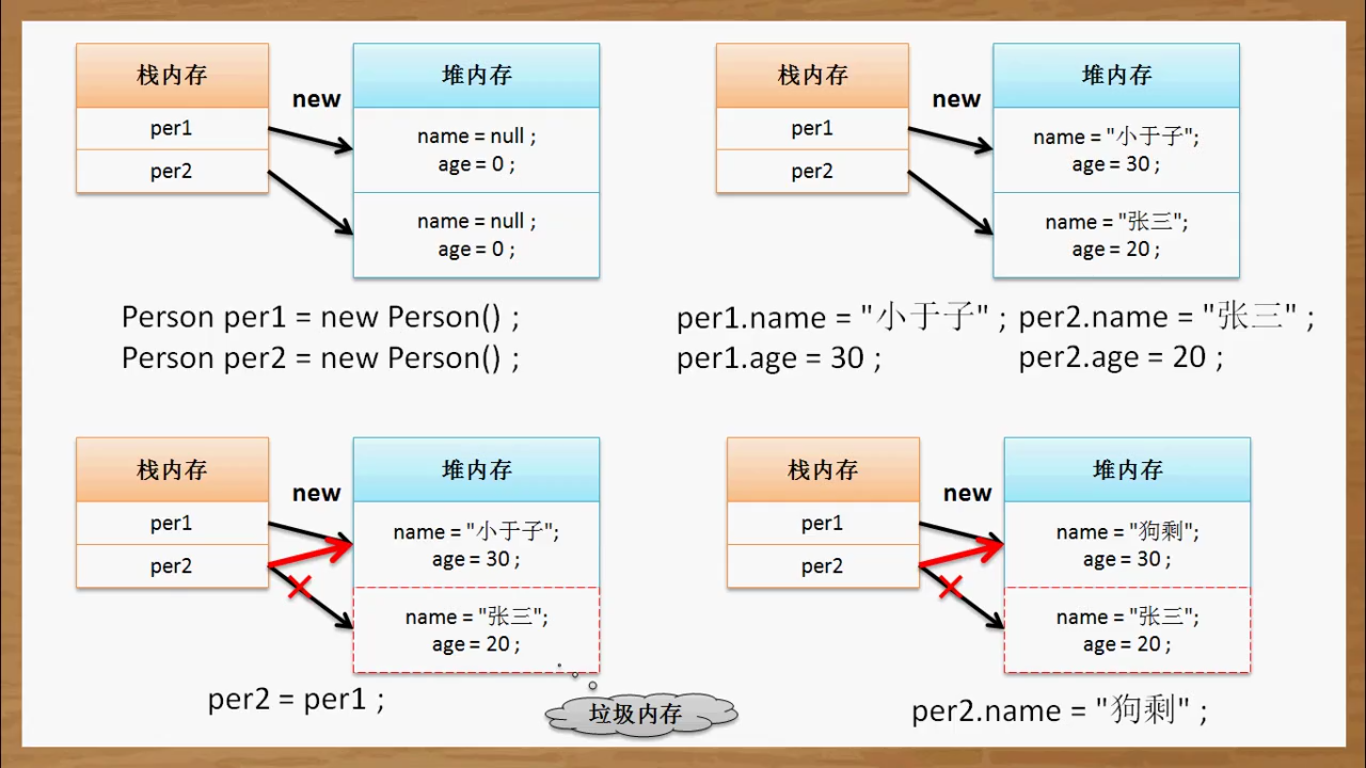 栈内存
new
堆内存
per1
per2
name = null ;
age = 0 ;
name = null ;
age = 0 ;
Person per1 = new Person() ;
Person per2 = new Person() ;
栈内存
new
堆内存
per1
per2
name = "小于子";
age = 30 ;
name = "张三";
age = 20 ;
per1.name = "小于子" ; per2.name = "张三" ;
per1.age = 30 ; per2.age = 20 ;
栈内存
new
堆内存
per1
per2
name = "小于子";
age = 30 ;
name = "张三";
age = 20 ;
per2 = per1 ;
垃圾内存
栈内存
new
堆内存
per1
per2
name = "狗剩";
age = 30 ;
name = "张三";
age = 20 ;
per2.name = "狗剩" ;